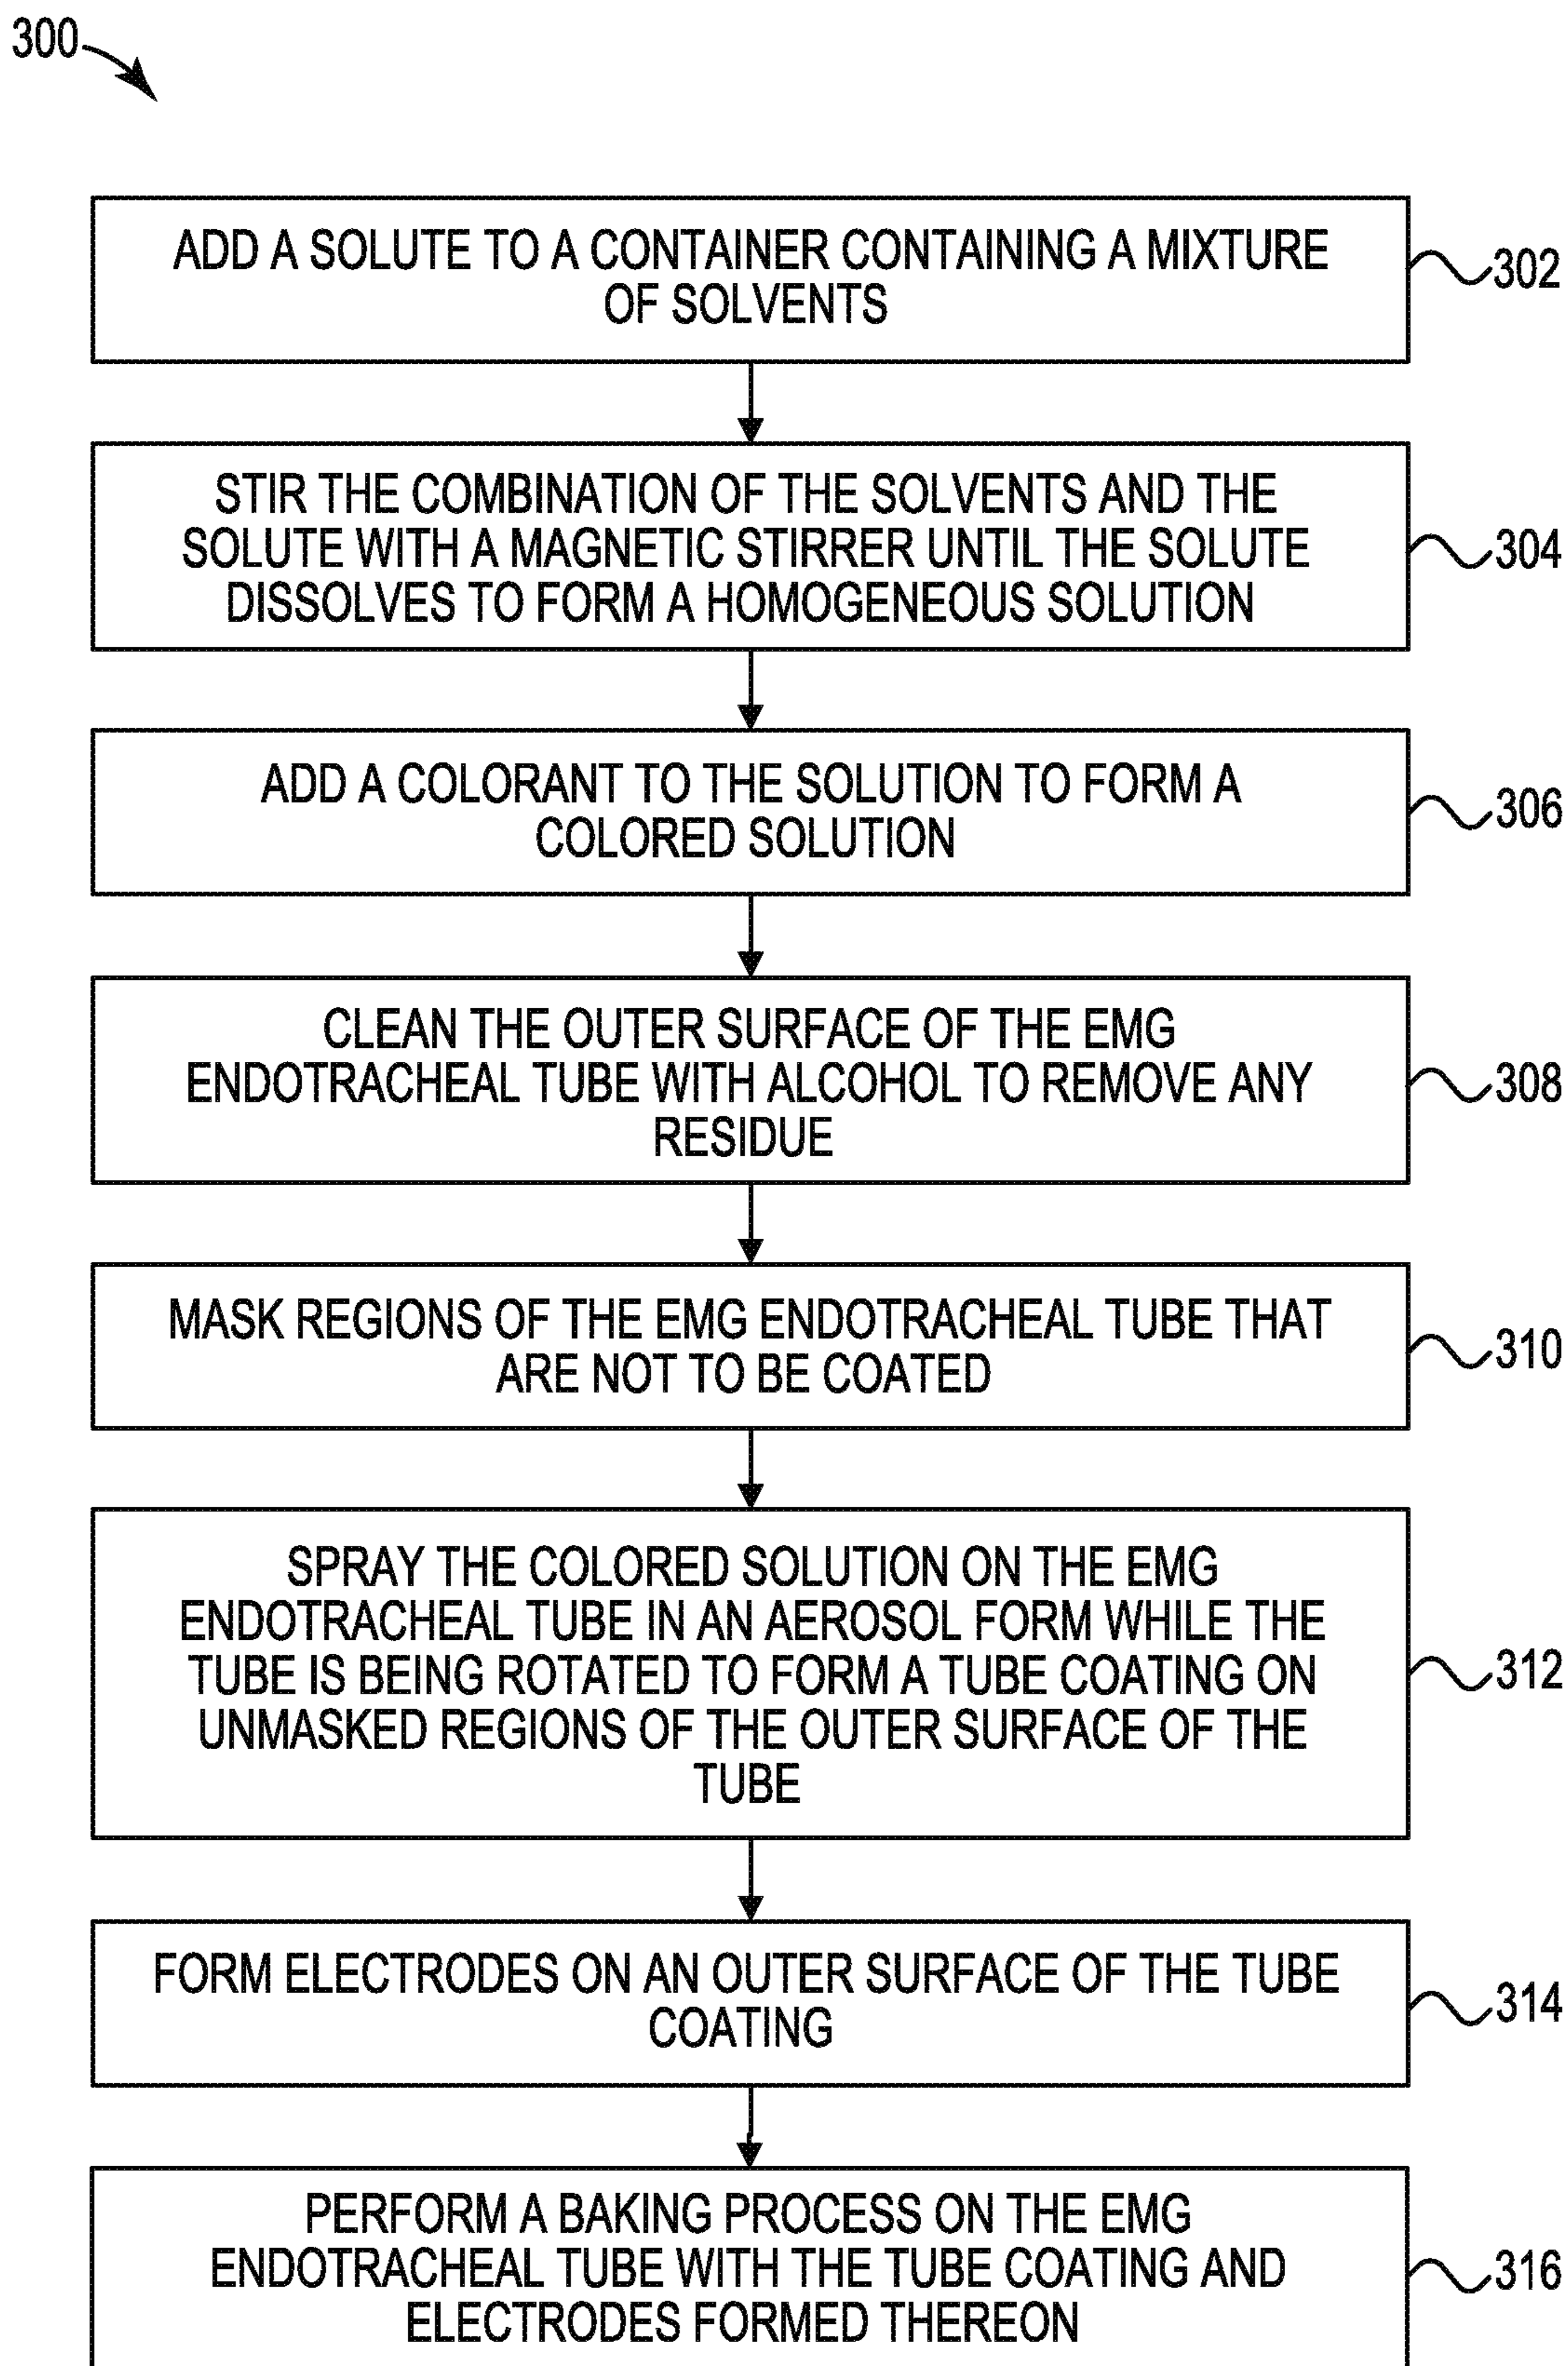 300
ADD A SOLUTE TO A CONTAINER CONTAINING A MIXTURE
OF SOLVENTS
302
STIR THE COMBINATION OF THE SOLVENTS AND THE
SOLUTE WITH A MAGNETIC STIRRER UNTIL THE SOLUTE
DISSOLVES TO FORM A HOMOGENEOUS SOLUTION
304
ADD A COLORANT TO THE SOLUTION TO FORM A
COLORED SOLUTION
306
CLEAN THE OUTER SURFACE OF THE EMG
ENDOTRACHEAL TUBE WITH ALCOHOL TO REMOVE ANY
RESIDUE
308
MASK REGIONS OF THE EMG ENDOTRACHEAL TUBE THAT
ARE NOT TO BE COATED
310
SPRAY THE COLORED SOLUTION ON THE EMG
ENDOTRACHEAL TUBE IN AN AEROSOL FORM WHILE THE
TUBE IS BEING ROTATED TO FORM A TUBE COATING ON
UNMASKED REGIONS OF THE OUTER SURFACE OF THE
TUBE
312
FORM ELECTRODES ON AN OUTER SURFACE OF THE TUBE
COATING
314
PERFORM A BAKING PROCESS ON THE EMG
ENDOTRACHEAL TUBE WITH THE TUBE COATING AND
ELECTRODES FORMED THEREON
316